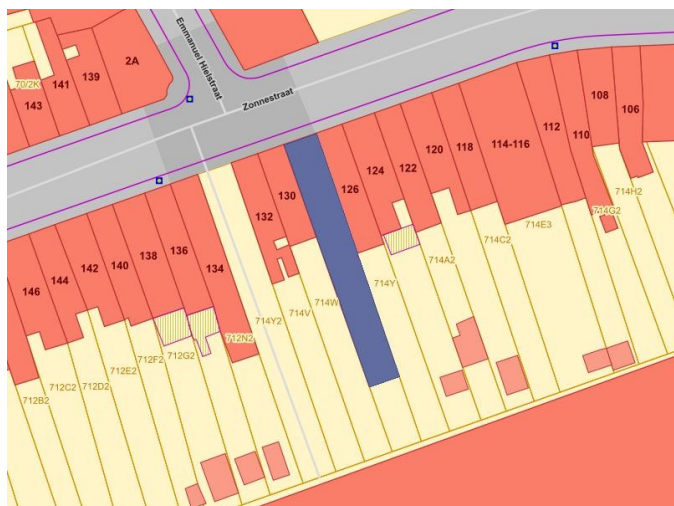 Emmanuel Hielstraat
Zonnestraat
2A
139
141
143
70/2K
108
106
112
110
114-116
118
120
122
124
126
130
132
134
136
138
140
142
144
146
714H2
714G2
714E3
714C2
714A2
714Y
714W
714V
714Y2
712N2
712G2
712F2
712E2
712D2
712C2
712B2